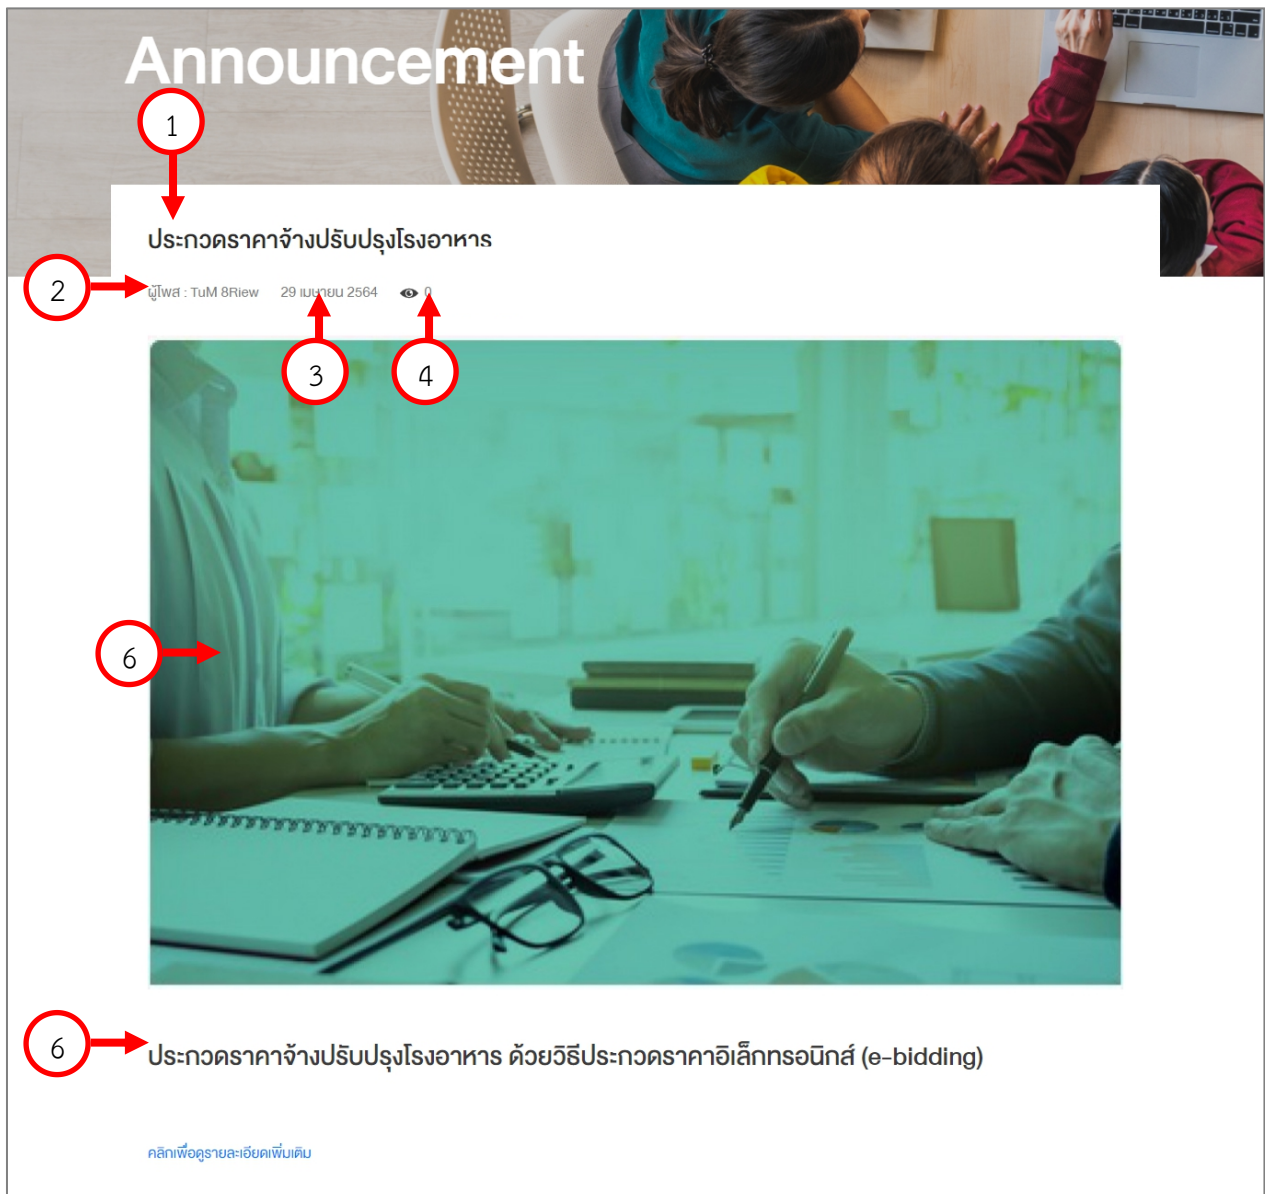 Announcement
1
ประกวดราคาจ้างปรับปรุงโรงอาหาร
2
ผู้โพส : TuM 8Riew 29 เมษายน 2564 0
3 4
6
6
ประกวดราคาจ้างปรับปรุงโรงอาหาร ด้วยวิธีประกวดราคาอิเล็กทรอนิกส์ (e-bidding)
คลิกเพื่อดูรายละเอียดเพิ่มเติม